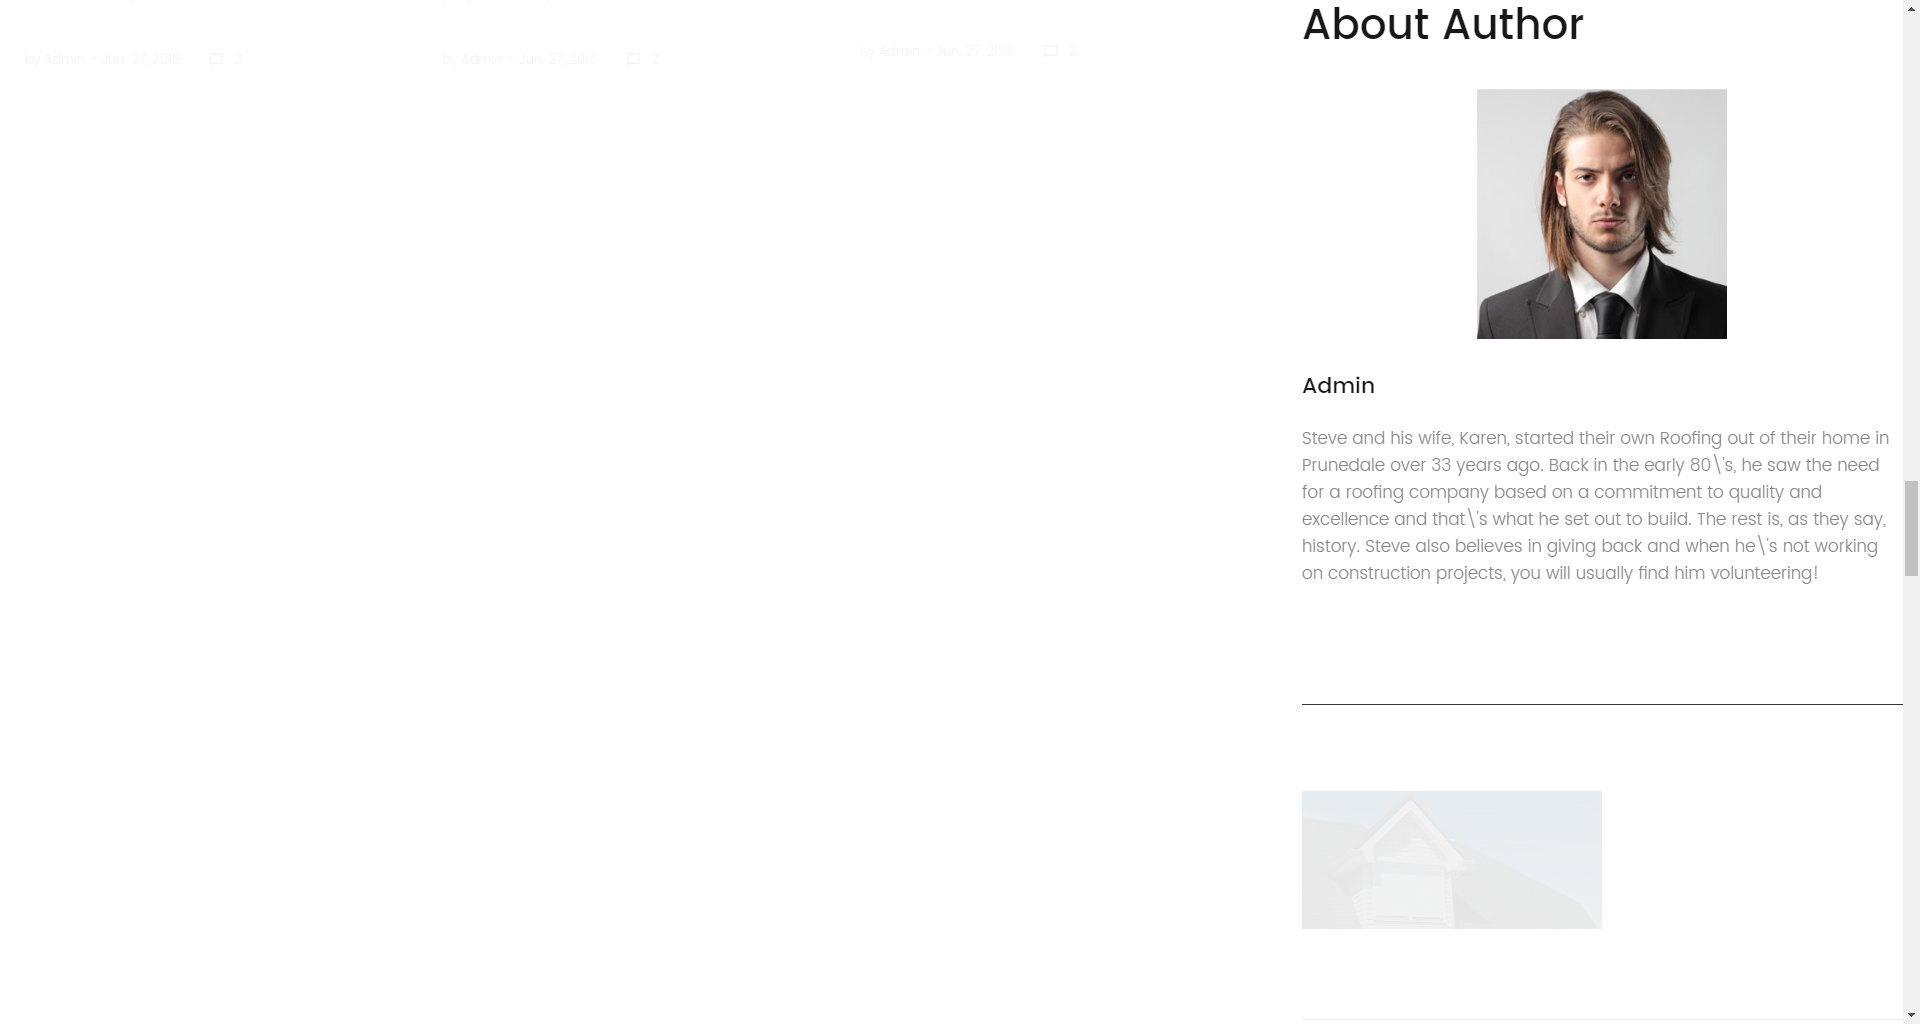 About Author
by Admin - Jun, 27, 2016 2
by Admin - Jun, 27, 2016 2
by Admin - Jun, 27, 2016 3
Admin
Steve and his wife, Karen, started their own Roofing out of their home in
Prunedale over 33 years ago. Back in the early 80\'s, he saw the need
for a roofing company based on a commitment to quality and
excellence and that\'s what he set out to build. The rest is, as they say,
history. Steve also believes in giving back and when he\'s not working
on construction projects, you will usually find him volunteering!